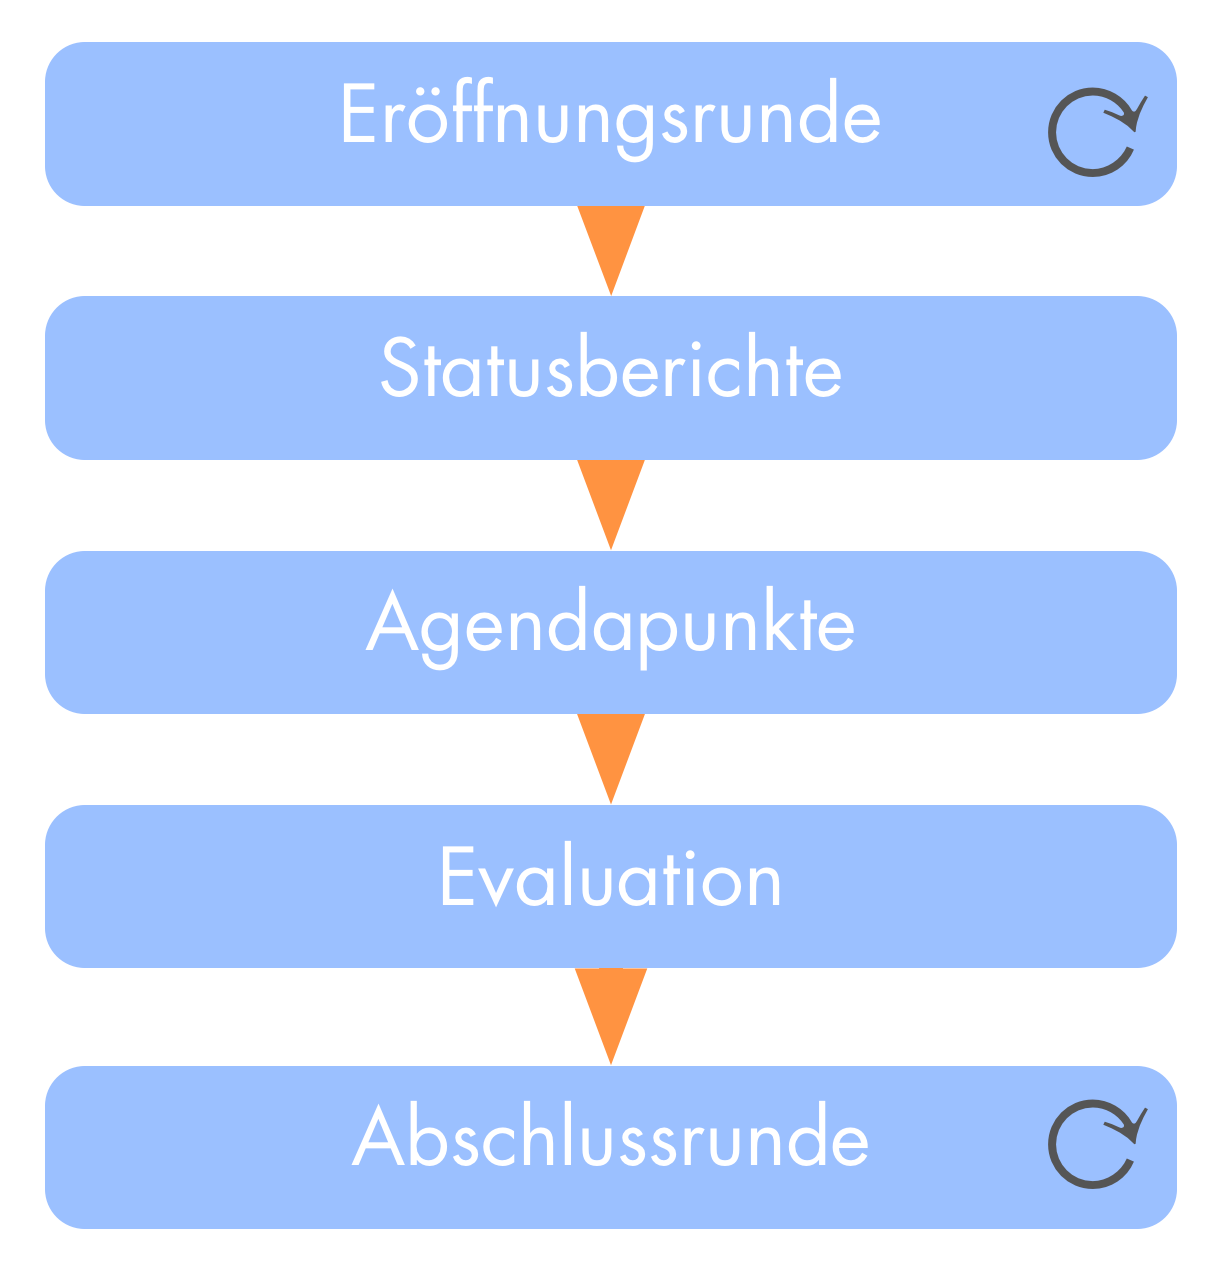 Eröffnungsrunde
Statusberichte
Agendapunkte
Evaluation
Abschlussrunde